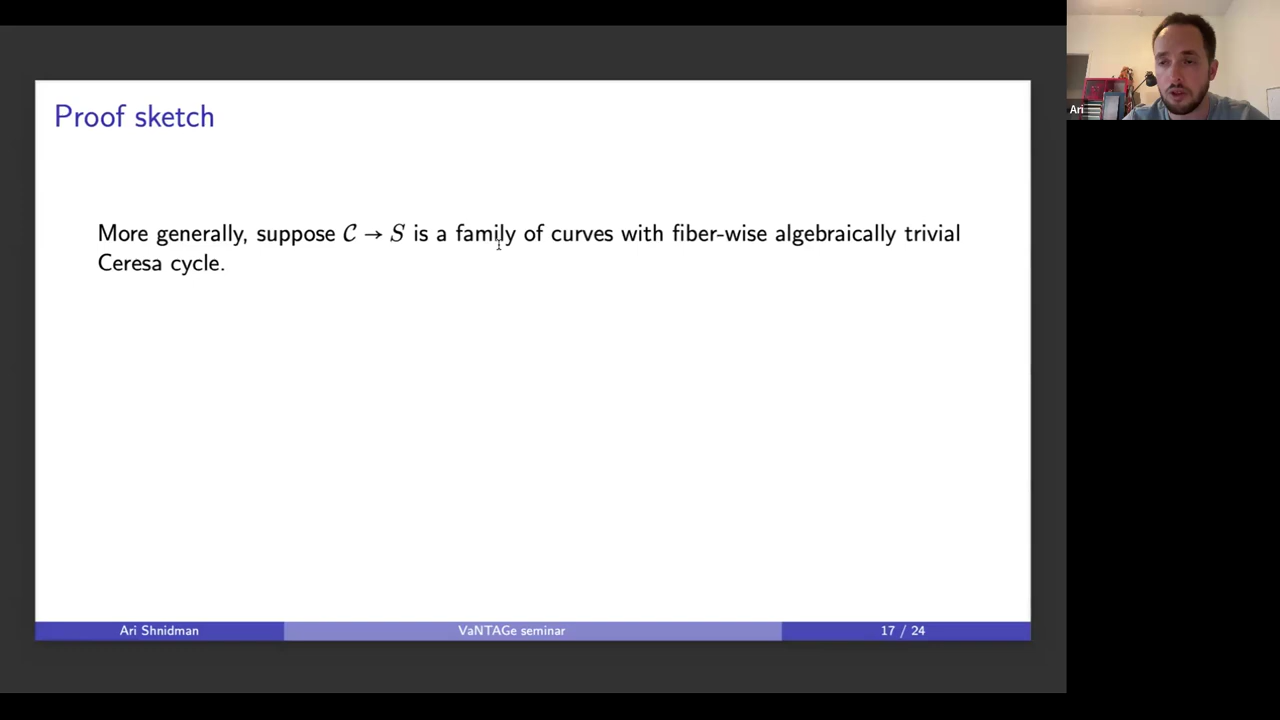 Proof sketch
More generally, suppose 𝒞 → S is a family of curves with fiber-wise algebraically trivial
Ceresa cycle.
Ari Shnidman
VaNTAGe seminar
17 / 24
Ari